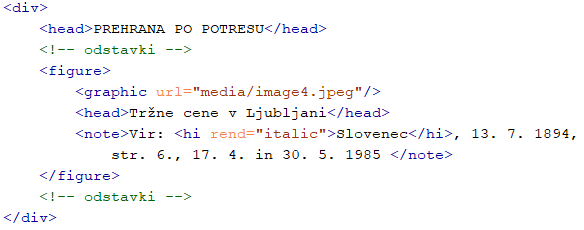 <div>
<head>PREHRANA PO POTRESU</head>
<!-- odstavki -->
<figure>
<graphic url="media/image4.jpeg"/>
<head>Tržne cene v Ljubljani</head>
<note>Vir: <hi rend="italic">Slovenec</hi>, 13. 7. 1894,
str. 6., 17. 4. in 30. 5. 1985 </note>
</figure>
<!-- odstavki -->
</div>